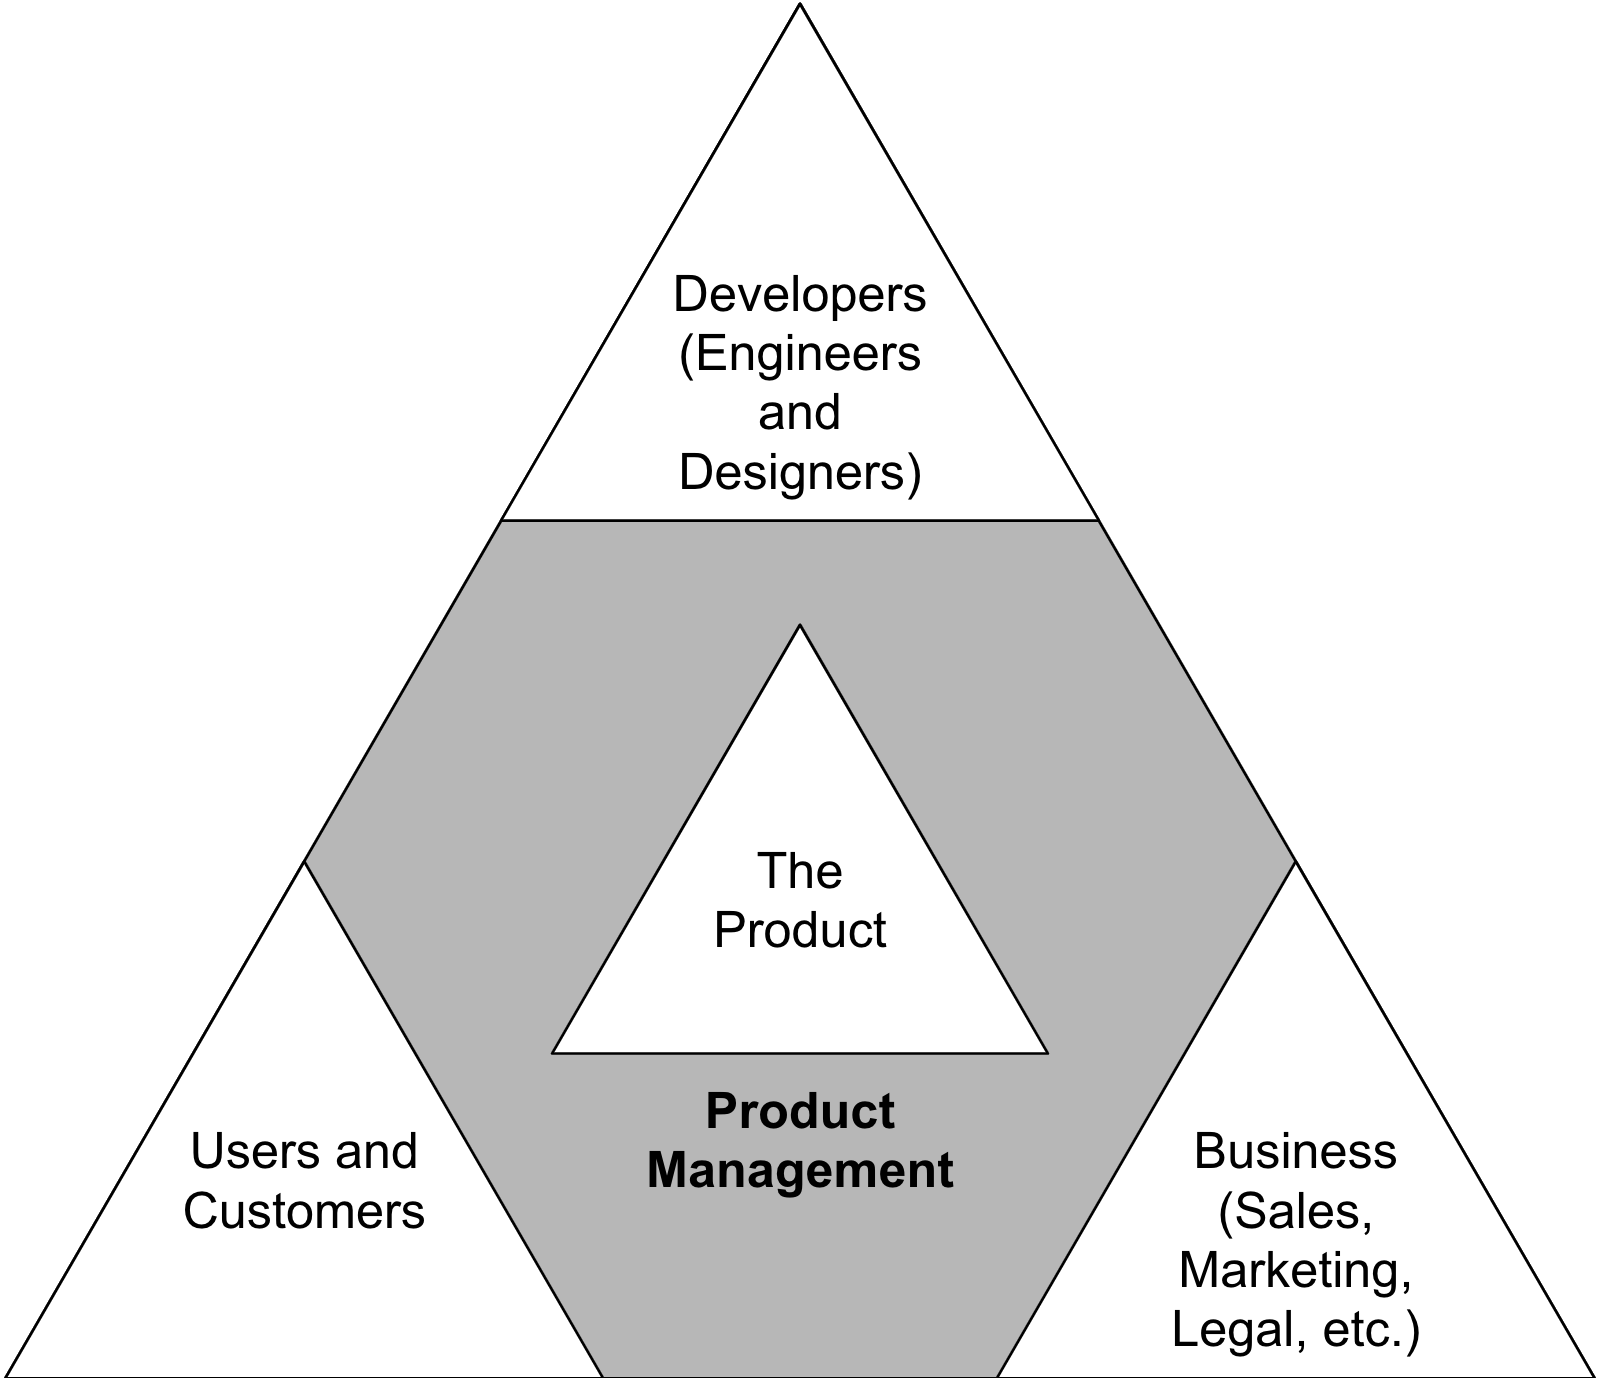 Developers
(Engineers
and
Designers)
The
Product
Product
Management
Users and
Customers
Business
(Sales,
Marketing,
Legal, etc.)